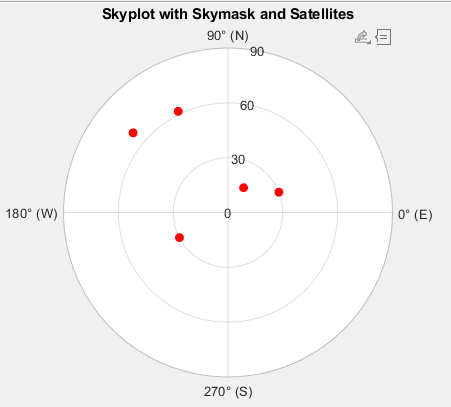 Skyplot with Skymask and Satellites
90° (N)
90
60
30
180° (W)
0
0° (E)
270° (S)